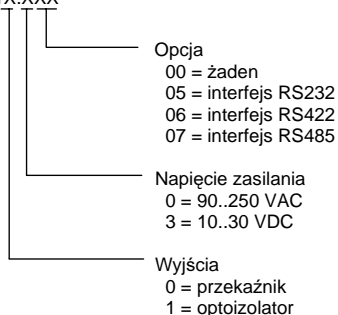 Opcja
00 = żaden
05 = interfejs RS232
06 = interfejs RS422
07 = interfejs RS485
Napięcie zasilania
0 = 90..250 VAC
3 = 10..30 VDC
Wyjścia
0 = przekaźnik
1 = optoizolator